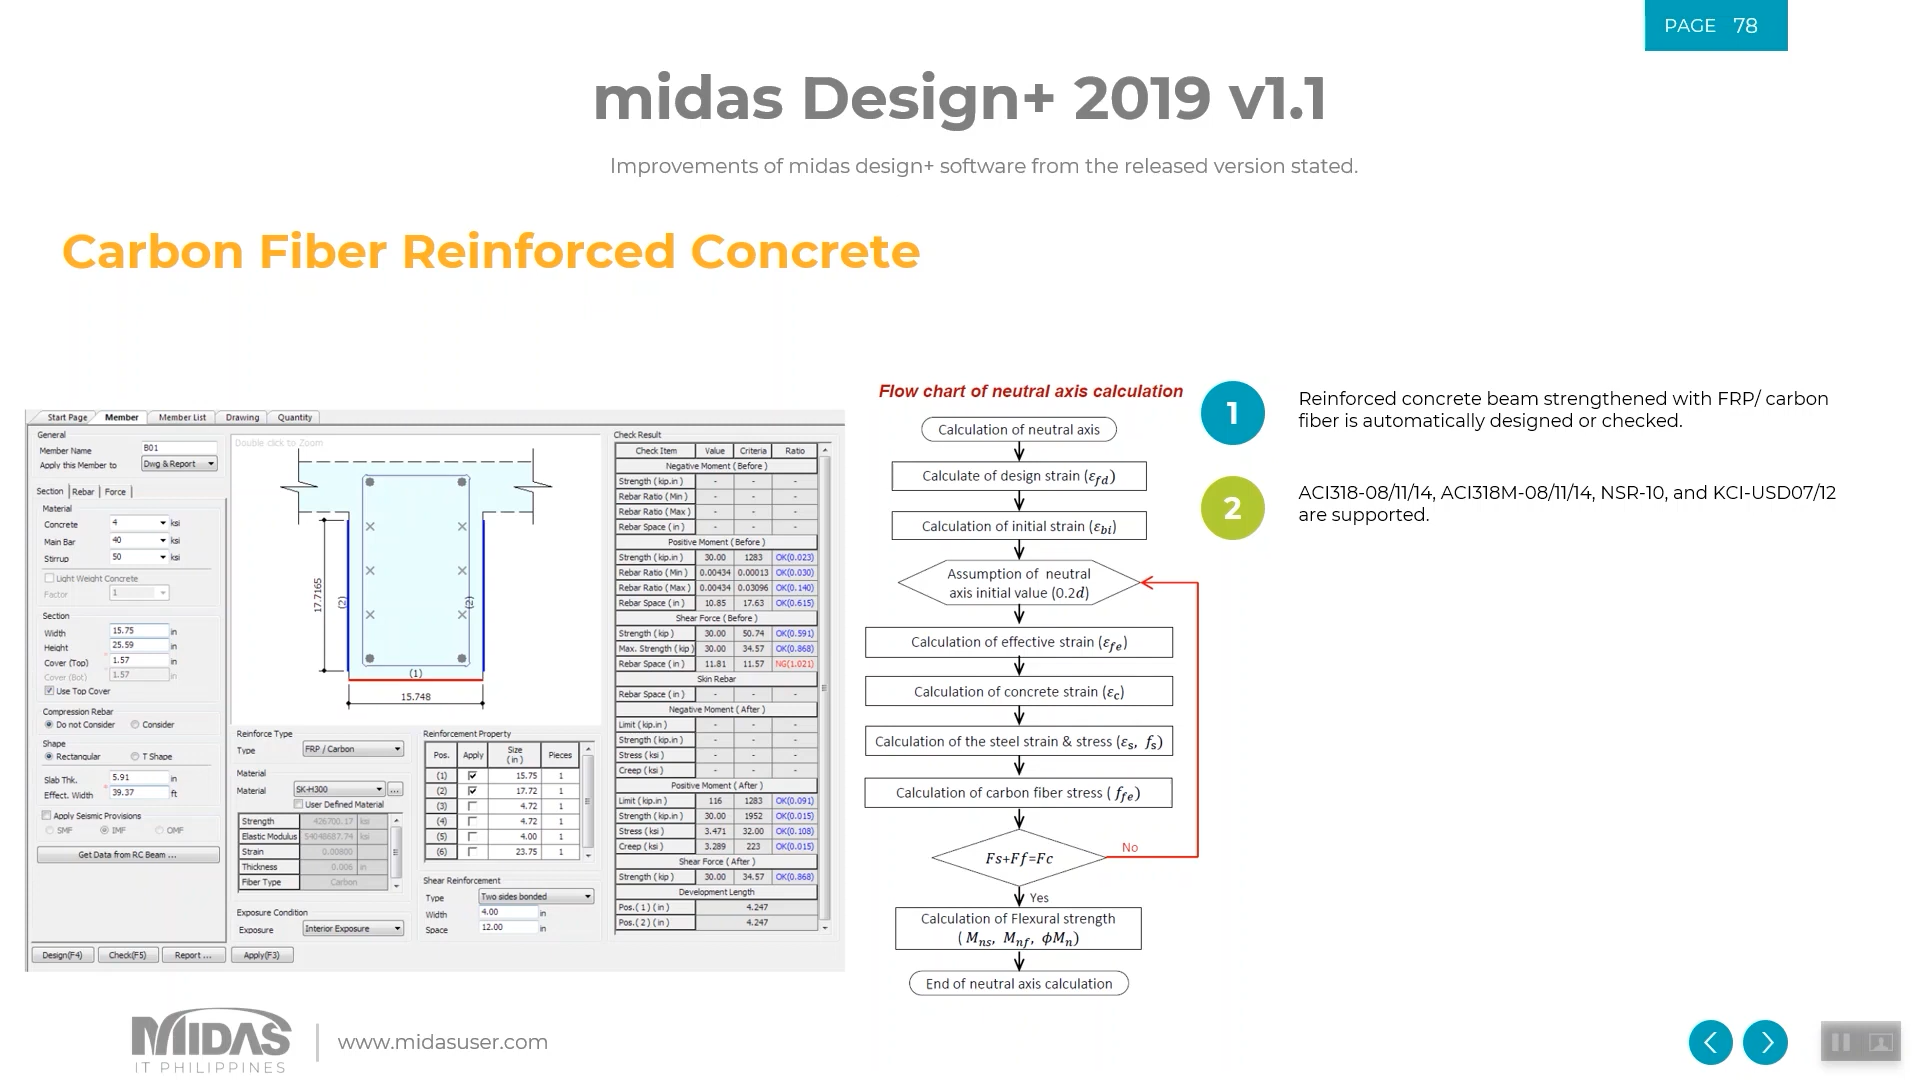 PAGE 78
midas Design+ 2019 v1.1
Improvements of midas design+ software from the released version stated.
Carbon Fiber Reinforced Concrete
Start Page Member Member List Drawing Quantity
General
Member Name B01
Apply this Member to Dwg & Report
Section Rebar Force
Material
Concrete 4 ksi
Main Bar 40 ksi
Stirrup 50 ksi
Light Weight Concrete
Factor 1
Section
Width 15.75 in
Height 25.59 in
Cover (Top) 1.57 in
Cover (Bot) 1.57 in
Use Top Cover
Compression Rebar
Do not Consider Consider
Shape
Rectangular T Shape
Slab Thk. 5.91 in
Effect. Width 39.37 ft
Apply Seismic Provisions
SMF IMF OMF
Get Data from RC Beam ...
Design(F4) Check(F5) Report ... Apply(F3)
Double click to Zoom
17.7165
(2)
(2)
(1)
15.748
Reinforce Type
Type FRP / Carbon
Material
Material SK-H300 ...
User Defined Material
Strength 426700.17 ksi
Elastic Modulus 54048687.74 ksi
Strain 0.00800
Thickness 0.006 in
Fiber Type Carbon
Exposure Condition
Exposure Interior Exposure
Reinforcement Property
Pos. Apply Size (in) Pieces
(1) 15.75 1
(2) 17.72 1
(3) 4.72 1
(4) 4.72 1
(5) 4.00 1
(6) 23.75 1
Shear Reinforcement
Type Two sides bonded
Width 4.00 in
Space 12.00 in
Check Result
Check Item Value Criteria Ratio
Negative Moment ( Before )
Strength ( kip.in ) - - -
Rebar Ratio ( Min ) - - -
Rebar Ratio ( Max ) - - -
Rebar Space ( in ) - - -
Positive Moment ( Before )
Strength ( kip.in ) 30.00 1283 OK(0.023)
Rebar Ratio ( Min ) 0.00434 0.00013 OK(0.030)
Rebar Ratio ( Max ) 0.00434 0.03096 OK(0.140)
Rebar Space ( in ) 10.85 17.63 OK(0.615)
Shear Force ( Before )
Strength ( kip ) 30.00 50.74 OK(0.591)
Max. Strength ( kip ) 30.00 34.57 OK(0.868)
Rebar Space ( in ) 11.81 11.57 NG(1.021)
Skin Rebar
Rebar Space ( in ) - - -
Negative Moment ( After )
Limit ( kip.in ) - - -
Strength ( kip.in ) - - -
Stress ( ksi ) - - -
Creep ( ksi ) - - -
Positive Moment ( After )
Limit ( kip.in ) 116 1283 OK(0.091)
Strength ( kip.in ) 30.00 1952 OK(0.015)
Stress ( ksi ) 3.471 32.00 OK(0.108)
Creep ( ksi ) 3.289 223 OK(0.015)
Shear Force ( After )
Strength ( kip ) 30.00 34.57 OK(0.868)
Development Length
Pos.( 1 ) ( in ) 4.247
Pos.( 2 ) ( in ) 4.247
Flow chart of neutral axis calculation
Calculation of neutral axis
Calculate of design strain (εfd)
Calculation of initial strain (εbi)
Assumption of neutral
axis initial value (0.2d)
Calculation of effective strain (εfe)
Calculation of concrete strain (εc)
Calculation of the steel strain & stress (εs, fs)
Calculation of carbon fiber stress ( ffe)
Fs+Ff=Fc
No
Yes
Calculation of Flexural strength
( Mns, Mnf, ϕMn)
End of neutral axis calculation
1
Reinforced concrete beam strengthened with FRP/ carbon
fiber is automatically designed or checked.
2
ACI318-08/11/14, ACI318M-08/11/14, NSR-10, and KCI-USD07/12
are supported.
MIDAS
IT PHILIPPINES
www.midasuser.com